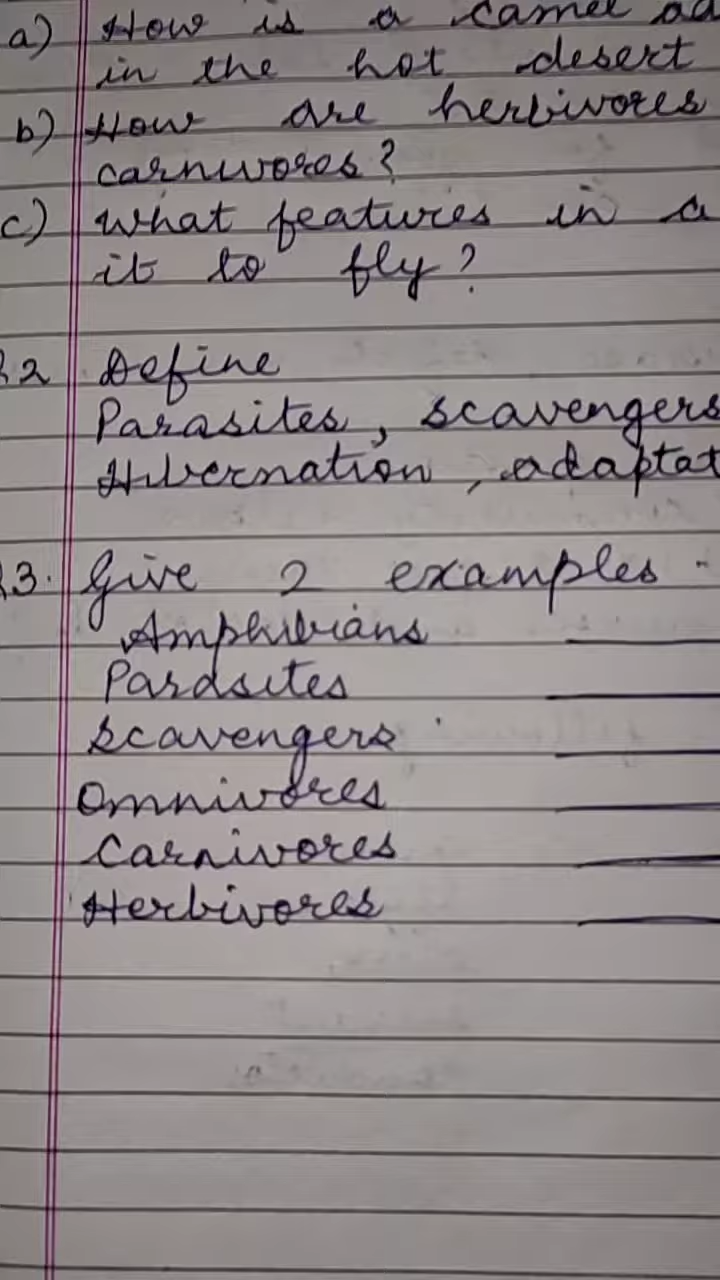 a) How is a camel ad
in the hot desert
b) How are herbivores
carnivores?
c) What features in a
it to fly?
2 Define
Parasites, scavengers
Hibernation, adaptat
3. Give 2 examples -
Amphibians
Parasites
Scavengers
Omnivores
Carnivores
Herbivores